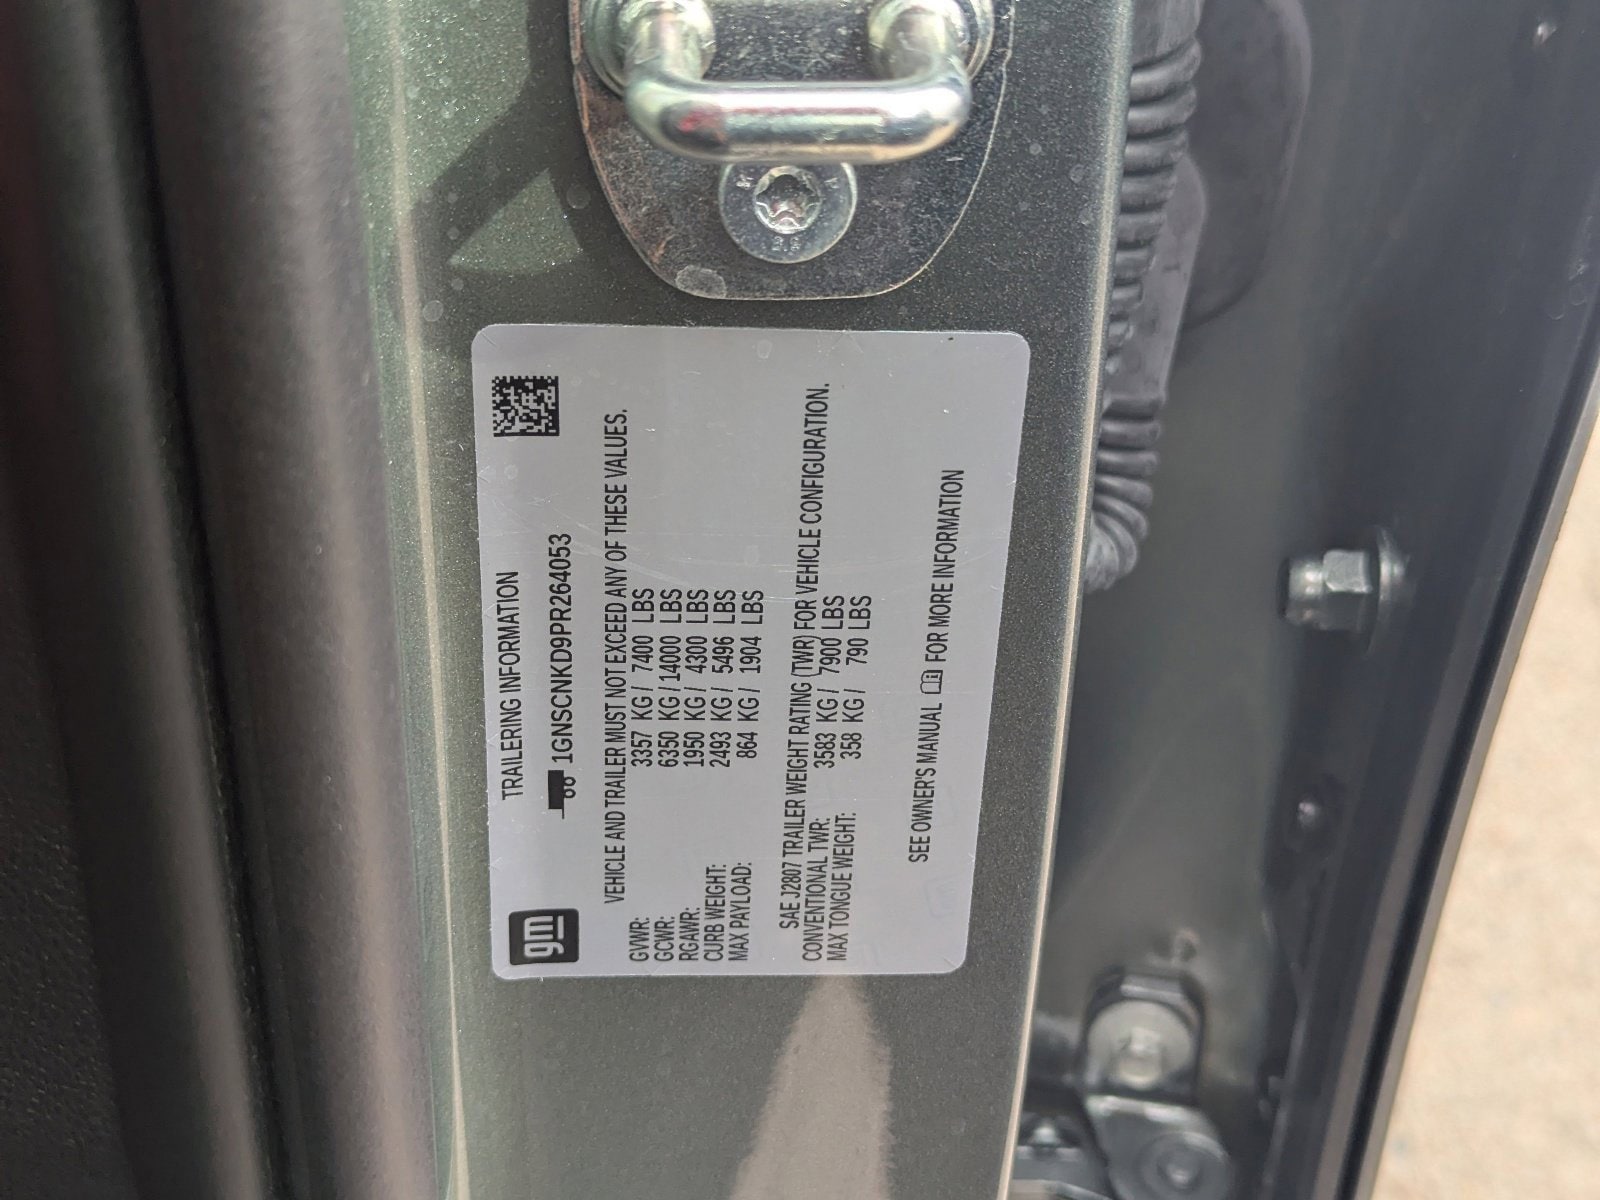 gm
TRAILERING INFORMATION
1GNSCNKD9PR264053
VEHICLE AND TRAILER MUST NOT EXCEED ANY OF THESE VALUES.
GVWR: 3357 KG / 7400 LBS
GCWR: 6350 KG / 14000 LBS
RGAWR: 1950 KG / 4300 LBS
CURB WEIGHT: 2493 KG / 5496 LBS
MAX PAYLOAD: 864 KG / 1904 LBS
SAE J2807 TRAILER WEIGHT RATING (TWR) FOR VEHICLE CONFIGURATION.
CONVENTIONAL TWR: 3583 KG / 7900 LBS
MAX TONGUE WEIGHT: 358 KG / 790 LBS
SEE OWNER'S MANUAL FOR MORE INFORMATION